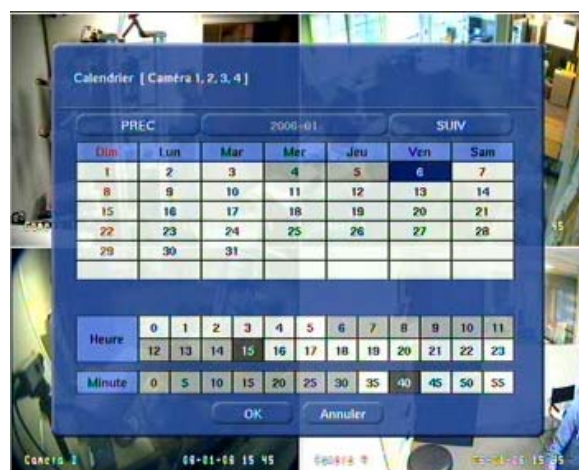 Calendrier [ Caméra 1, 2, 3, 4 ]
PREC 2006-01 SUIV
Dim Lun Mar Mer Jeu Ven Sam
1 2 3 4 5 6 7
8 9 10 11 12 13 14
15 16 17 18 19 20 21
22 23 24 25 26 27 28
29 30 31
Heure
0 1 2 3 4 5 6 7 8 9 10 11
12 13 14 15 16 17 18 19 20 21 22 23
Minute 0 5 10 15 20 25 30 35 40 45 50 55
OK Annuler
06-01-06 15 45